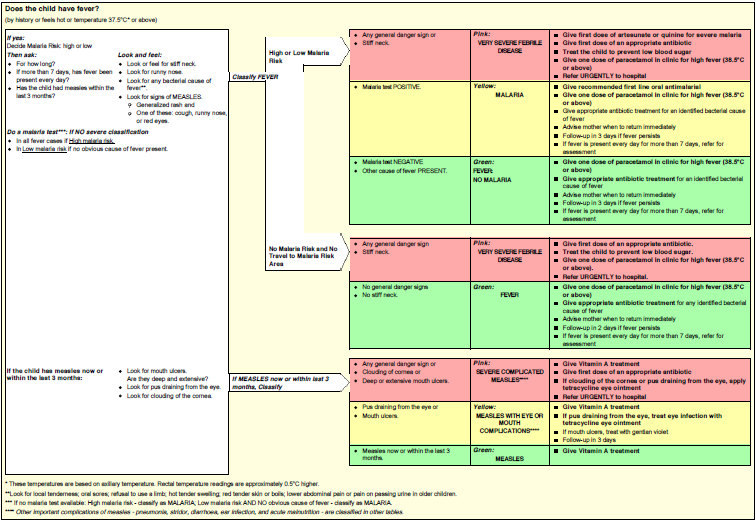 Does the child have fever?
(by history or feels hot or temperature 37.5°C* or above)
If yes:
Decide Malaria Risk: high or low
Then ask:
For how long?
If more than 7 days, has fever been
present every day?
Has the child had measles within the
last 3 months?
Look and feel:
Look or feel for stiff neck.
Look for runny nose.
Look for any bacterial cause of
fever**.
Look for signs of MEASLES.
Generalized rash and
One of these: cough, runny nose,
or red eyes.
Do a malaria test***: If NO severe classification
In all fever cases if High malaria risk.
In Low malaria risk if no obvious cause of fever present.
Classify FEVER
High or Low Malaria
Risk
Any general danger sign or
Stiff neck.
Pink:
VERY SEVERE FEBRILE
DISEASE
Give first dose of artesunate or quinine for severe malaria
Give first dose of an appropriate antibiotic
Treat the child to prevent low blood sugar
Give one dose of paracetamol in clinic for high fever (38.5°C
or above)
Refer URGENTLY to hospital
Malaria test POSITIVE.
Yellow:
MALARIA
Give recommended first line oral antimalarial
Give one dose of paracetamol in clinic for high fever (38.5°C
or above)
Give appropriate antibiotic treatment for an identified bacterial cause
of fever
Advise mother when to return immediately
Follow-up in 3 days if fever persists
If fever is present every day for more than 7 days, refer for
assessment
Malaria test NEGATIVE
Other cause of fever PRESENT.
Green:
FEVER:
NO MALARIA
Give one dose of paracetamol in clinic for high fever (38.5°C
or above)
Give appropriate antibiotic treatment for an identified bacterial
cause of fever
Advise mother when to return immediately
Follow-up in 3 days if fever persists
If fever is present every day for more than 7 days, refer for
assessment
No Malaria Risk and No
Travel to Malaria Risk
Area
Any general danger sign
Stiff neck.
Pink:
VERY SEVERE FEBRILE
DISEASE
Give first dose of an appropriate antibiotic.
Treat the child to prevent low blood sugar.
Give one dose of paracetamol in clinic for high fever (38.5°C
or above).
Refer URGENTLY to hospital.
No general danger signs
No stiff neck.
Green:
FEVER
Give one dose of paracetamol in clinic for high fever (38.5°C
or above)
Give appropriate antibiotic treatment for any identified bacterial
cause of fever
Advise mother when to return immediately
Follow-up in 2 days if fever persists
If fever is present every day for more than 7 days, refer for
assessment
If the child has measles now or
within the last 3 months:
Look for mouth ulcers.
Are they deep and extensive?
Look for pus draining from the eye.
Look for clouding of the cornea.
If MEASLES now or within last 3
months, Classify
Any general danger sign or
Clouding of cornea or
Deep or extensive mouth ulcers.
Pink:
SEVERE COMPLICATED
MEASLES****
Give Vitamin A treatment
Give first dose of an appropriate antibiotic
If clouding of the cornea or pus draining from the eye, apply
tetracycline eye ointment
Refer URGENTLY to hospital
Pus draining from the eye or
Mouth ulcers.
Yellow:
MEASLES WITH EYE OR
MOUTH
COMPLICATIONS****
Give Vitamin A treatment
If pus draining from the eye, treat eye infection with
tetracycline eye ointment
If mouth ulcers, treat with gentian violet
Follow-up in 3 days
Measles now or within the last 3
months.
Green:
MEASLES
Give Vitamin A treatment
* These temperatures are based on axillary temperature. Rectal temperature readings are approximately 0.5°C higher.
**Look for local tenderness; oral sores; refusal to use a limb; hot tender swelling; red tender skin or boils; lower abdominal pain or pain on passing urine in older children.
*** If no malaria test available: High malaria risk - classify as MALARIA; Low malaria risk AND NO obvious cause of fever - classify as MALARIA.
**** Other important complications of measles - pneumonia, stridor, diarrhoea, ear infection, and acute malnutrition - are classified in other tables.